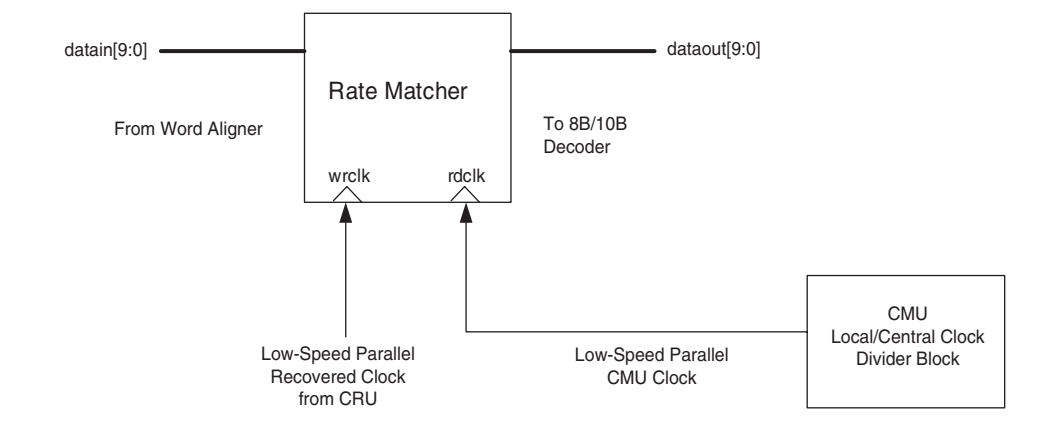 datain[9:0]
dataout[9:0]
Rate Matcher
From Word Aligner
To 8B/10B
Decoder
wrclk
rdclk
CMU
Local/Central Clock
Divider Block
Low-Speed Parallel
Recovered Clock
from CRU
Low-Speed Parallel
CMU Clock